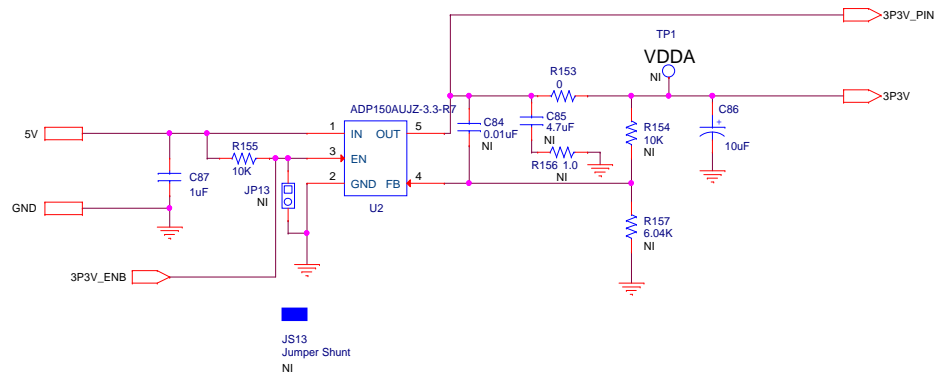 3P3V_PIN
TP1
VDDA
NI
R153
0
3P3V
ADP150AUJZ-3.3-R7
C84
0.01uF
NI
C85
4.7uF
NI
R154
10K
NI
C86
+
10uF
5V
1
IN
OUT
5
R155
10K
3
EN
R156 1.0
NI
C87
1uF
2
GND
FB
4
JP13
NI
U2
GND
R157
6.04K
NI
3P3V_ENB
JS13
Jumper Shunt
NI